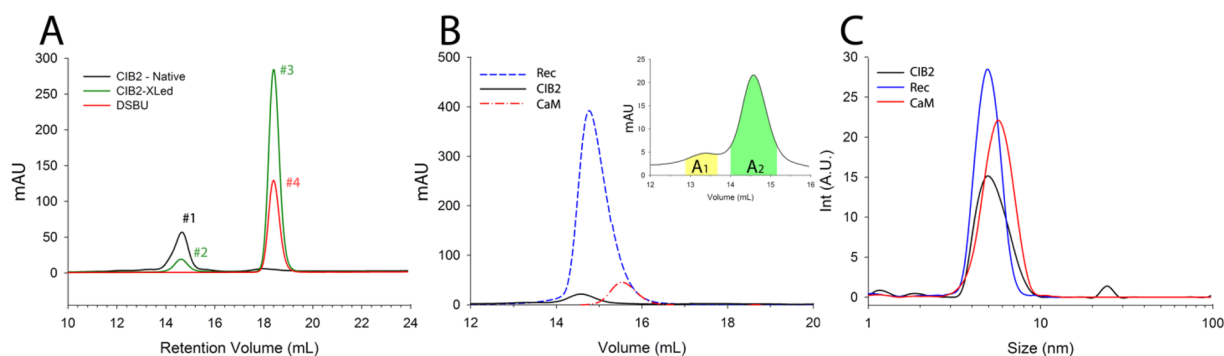 A
300
250
200
150
100
50
0
mAU
CIB2 - Native
CIB2-XLed
DSBU
#1
#2
#3
#4
10 12 14 16 18 20 22 24
Retention Volume (mL)
B
500
400
300
200
100
0
mAU
Rec
CIB2
CaM
12 14 16 18 20
Volume (mL)
25
20
15
10
5
0
mAU
A1
A2
12 13 14 15 16
Volume (mL)
C
30
25
20
15
10
5
0
Int (A.U.)
CIB2
Rec
CaM
1 10 100
Size (nm)